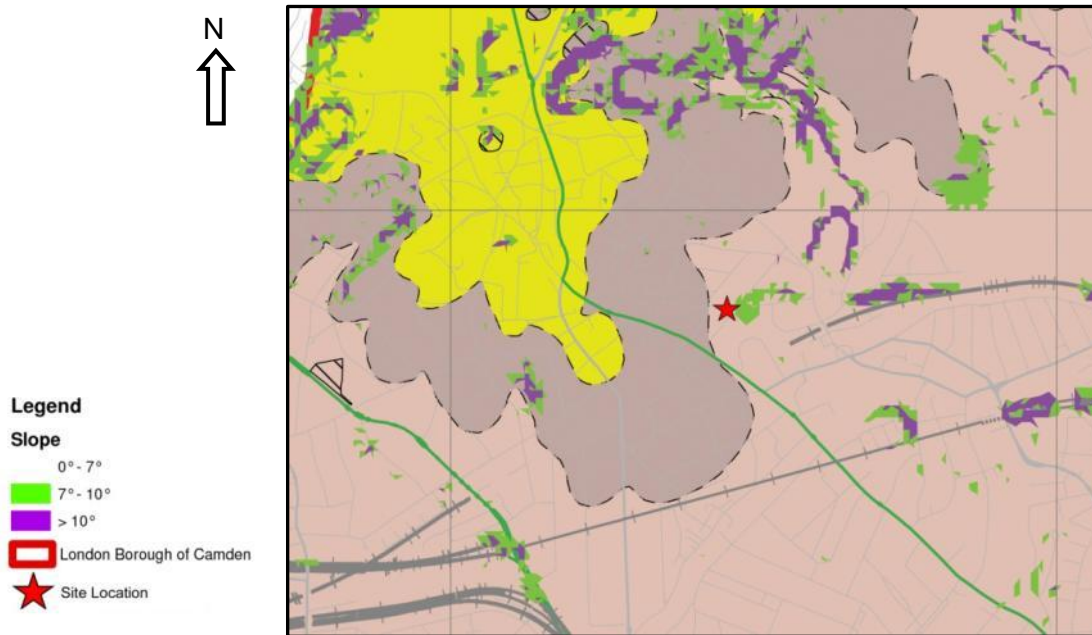 N
Legend
Slope
0° - 7°
7° - 10°
> 10°
London Borough of Camden
Site Location